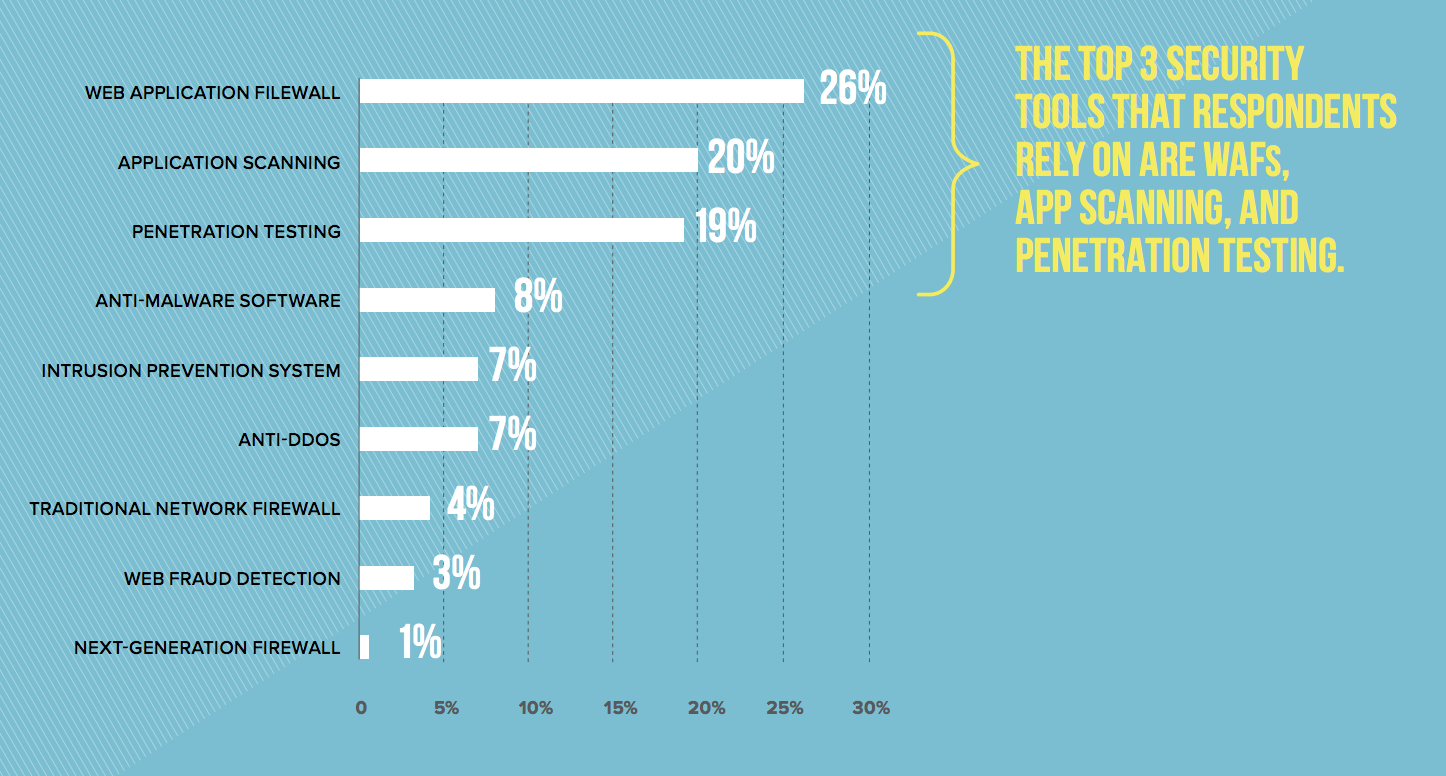 WEB APPLICATION FILEWALL 26%
APPLICATION SCANNING 20%
PENETRATION TESTING 19%
ANTI-MALWARE SOFTWARE 8%
INTRUSION PREVENTION SYSTEM 7%
ANTI-DDOS 7%
TRADITIONAL NETWORK FIREWALL 4%
WEB FRAUD DETECTION 3%
NEXT-GENERATION FIREWALL 1%
0 5% 10% 15% 20% 25% 30%
THE TOP 3 SECURITY
TOOLS THAT RESPONDENTS
RELY ON ARE WAFS,
APP SCANNING, AND
PENETRATION TESTING.